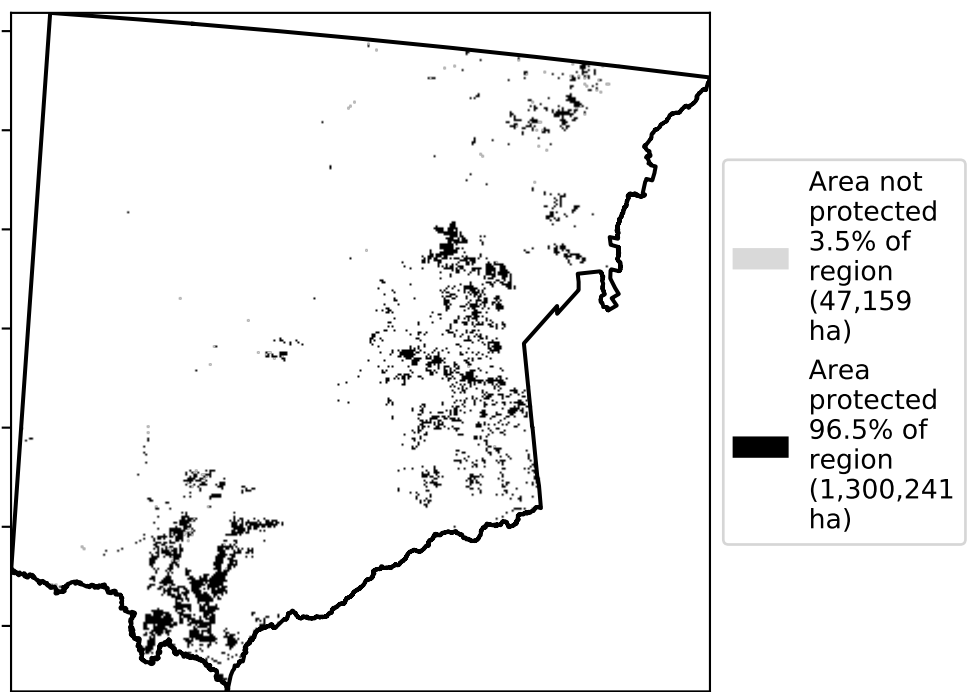 Area not
protected
3.5% of
region
(47,159
ha)
Area
protected
96.5% of
region
(1,300,241
ha)